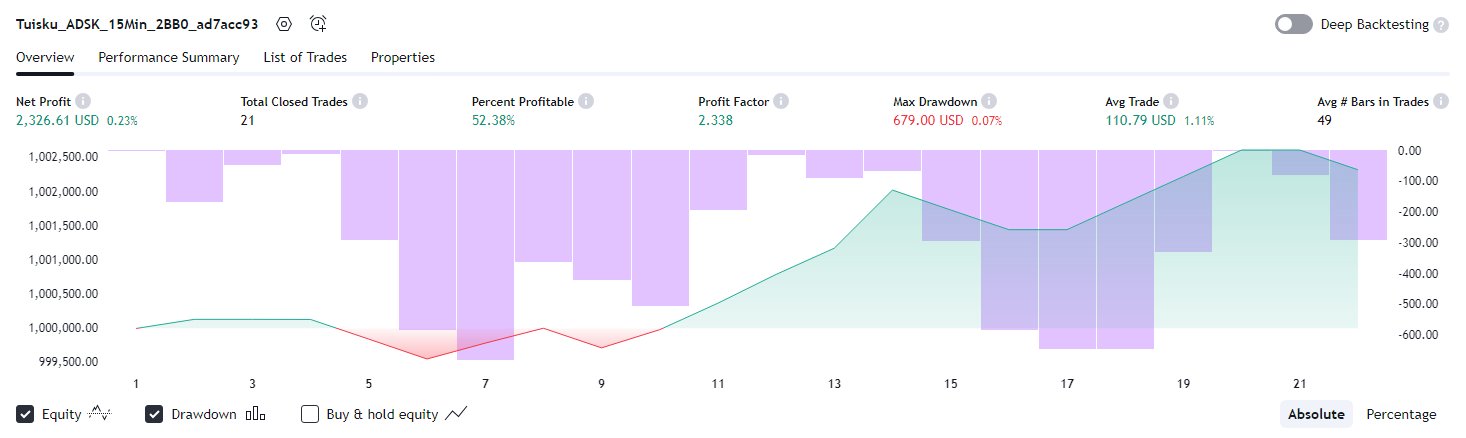 Tuisku_ADSK_15Min_2BB0_ad7acc93 Deep Backtesting ?
Overview Performance Summary List of Trades Properties
Net Profit i Total Closed Trades i Percent Profitable i Profit Factor i Max Drawdown i Avg Trade i Avg # Bars in Trades i
2,326.61 USD 0.23% 21 52.38% 2.338 679.00 USD 0.07% 110.79 USD 1.11% 49
1,002,500.00 0.00
1,002,000.00 -100.00
1,001,500.00 -200.00
1,001,000.00 -300.00
1,000,500.00 -400.00
1,000,000.00 -500.00
999,500.00 -600.00
1 3 5 7 9 11 13 15 17 19 21
Equity Drawdown Buy & hold equity Absolute Percentage